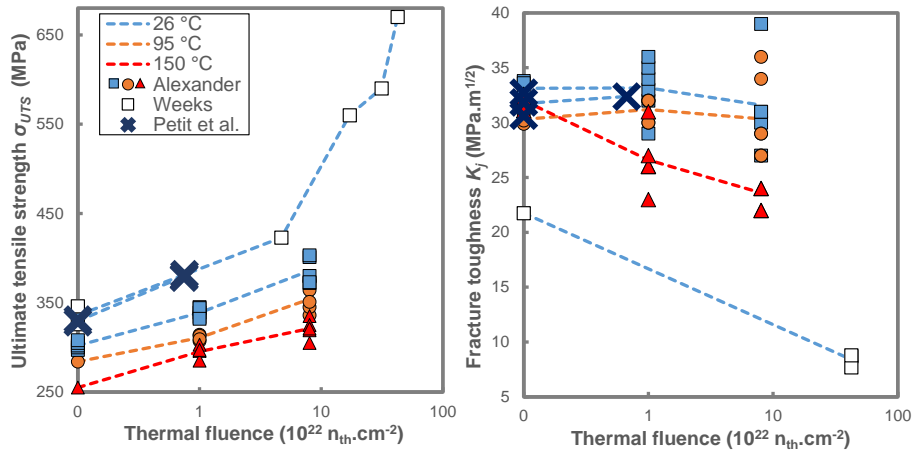 Ultimate tensile strength σUTS (MPa)
650
550
450
350
250
26 °C
95 °C
150 °C
Alexander
Weeks
Petit et al.
0 1 10 100
Thermal fluence (10²² nth.cm-2)
Fracture toughness Kj (MPa.m1/2)
40
35
30
25
20
15
10
5
0 1 10 100
Thermal fluence (10²² nth.cm-2)